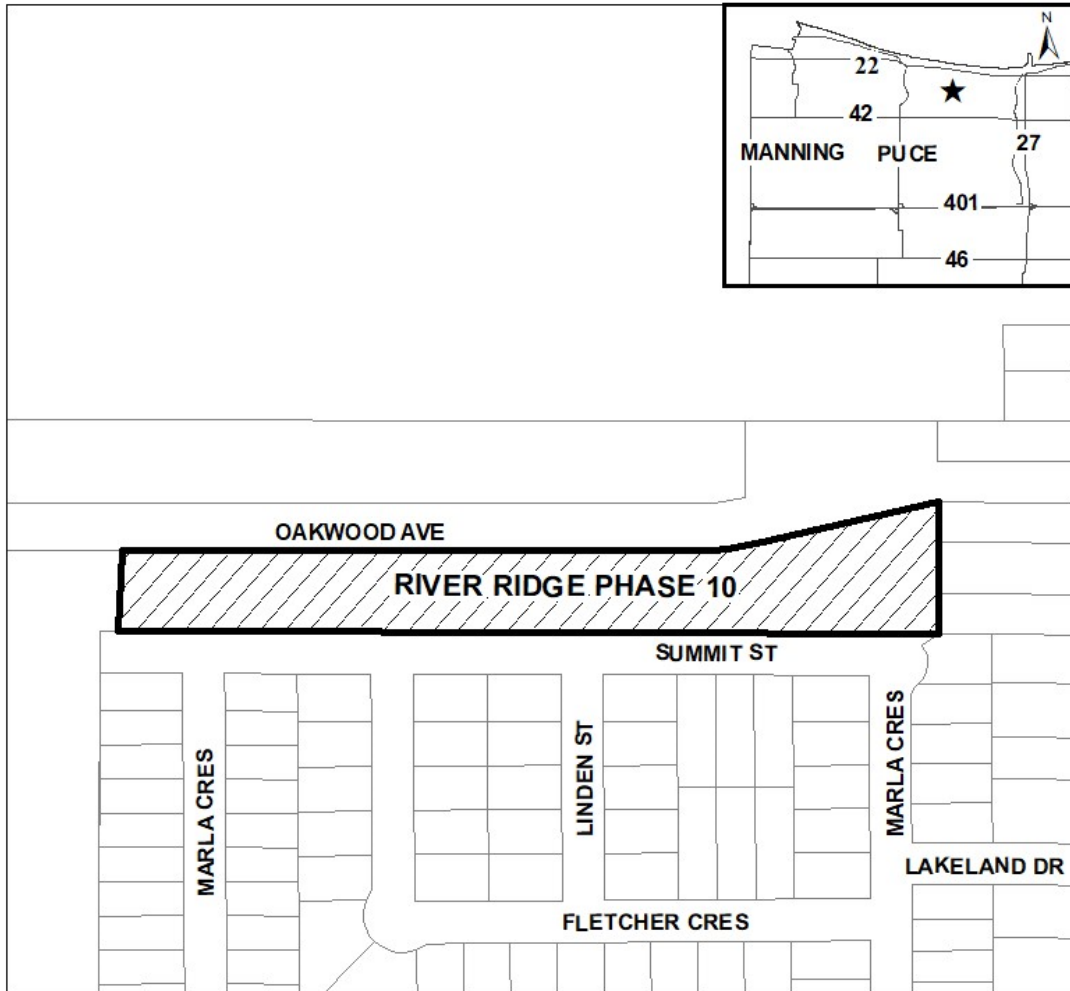 N
22
42
27
MANNING
PUCE
401
46
OAKWOOD AVE
RIVER RIDGE PHASE 10
SUMMIT ST
MARLA CRES
LINDEN ST
MARLA CRES
LAKELAND DR
FLETCHER CRES